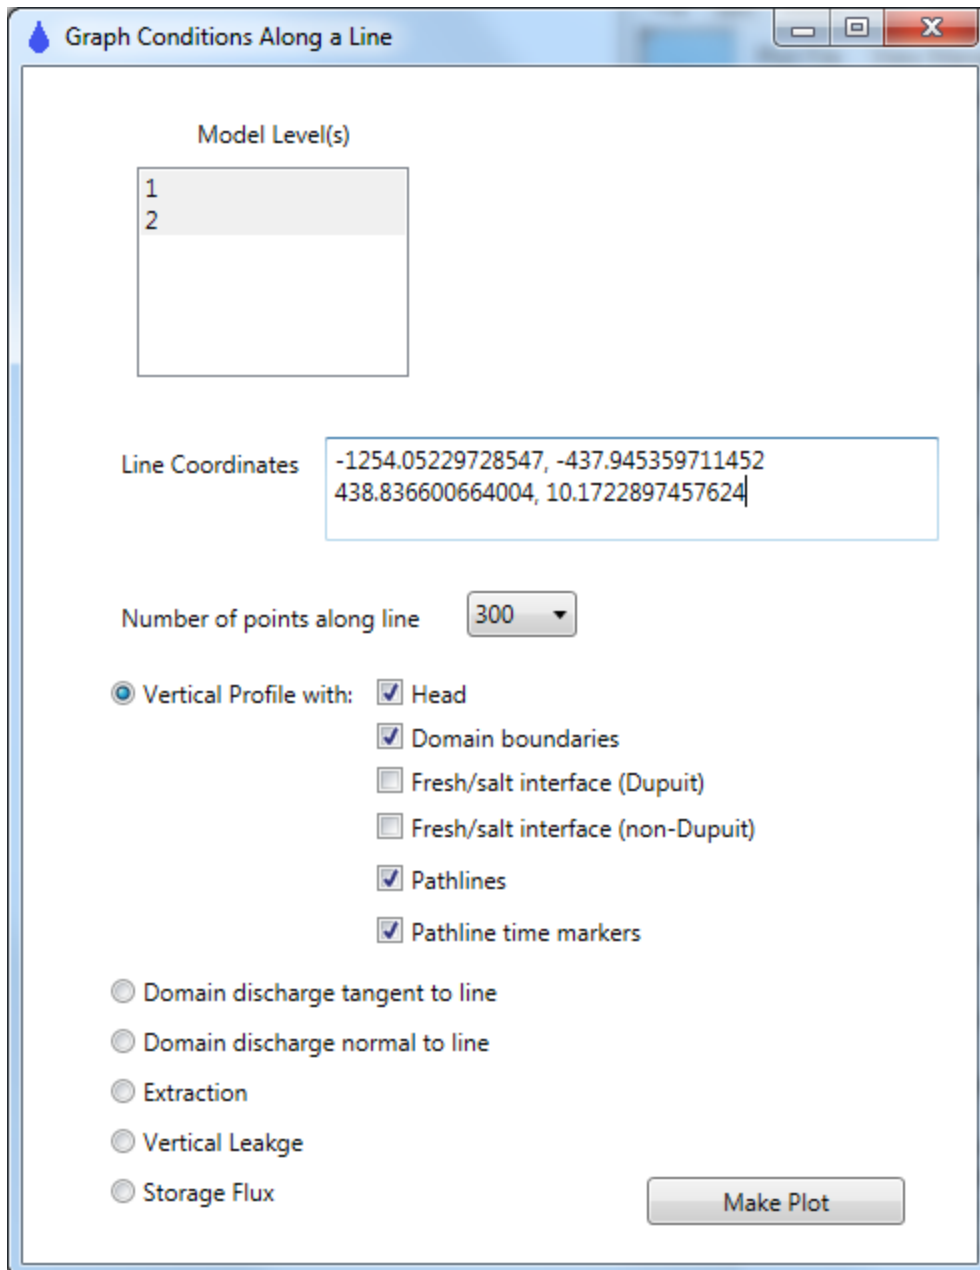 Graph Conditions Along a Line
Model Level(s)
1
2
Line Coordinates
-1254.05229728547, -437.945359711452
438.836600664004, 10.1722897457624
Number of points along line
300
Vertical Profile with:
Head
Domain boundaries
Fresh/salt interface (Dupuit)
Fresh/salt interface (non-Dupuit)
Pathlines
Pathline time markers
Domain discharge tangent to line
Domain discharge normal to line
Extraction
Vertical Leakge
Storage Flux
Make Plot